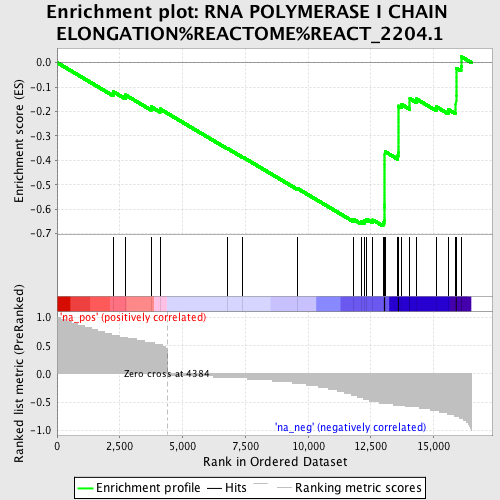 Enrichment plot: RNA POLYMERASE I CHAIN
ELONGATION%REACTOME%REACT_2204.1
Enrichment score (ES)
0.0
-0.1
-0.2
-0.3
-0.4
-0.5
-0.6
-0.7
Ranked list metric (PreRanked)
1.0
0.5
0.0
-0.5
-1.0
'na_pos' (positively correlated)
Zero cross at 4384
'na_neg' (negatively correlated)
0
2,500
5,000
7,500
10,000
12,500
15,000
Rank in Ordered Dataset
Enrichment profile
Hits
Ranking metric scores